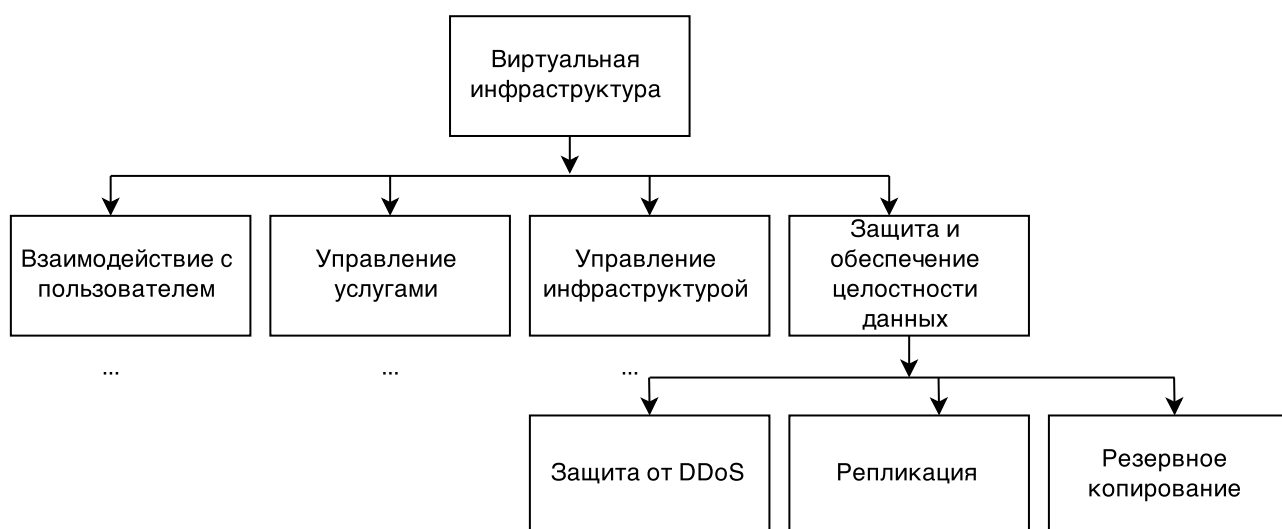 Виртуальная
инфраструктура
Взаимодействие с
пользователем
Управление
услугами
Управление
инфраструктурой
Защита и
обеспечение
целостности
данных
...
...
...
Защита от DDoS
Репликация
Резервное
копирование